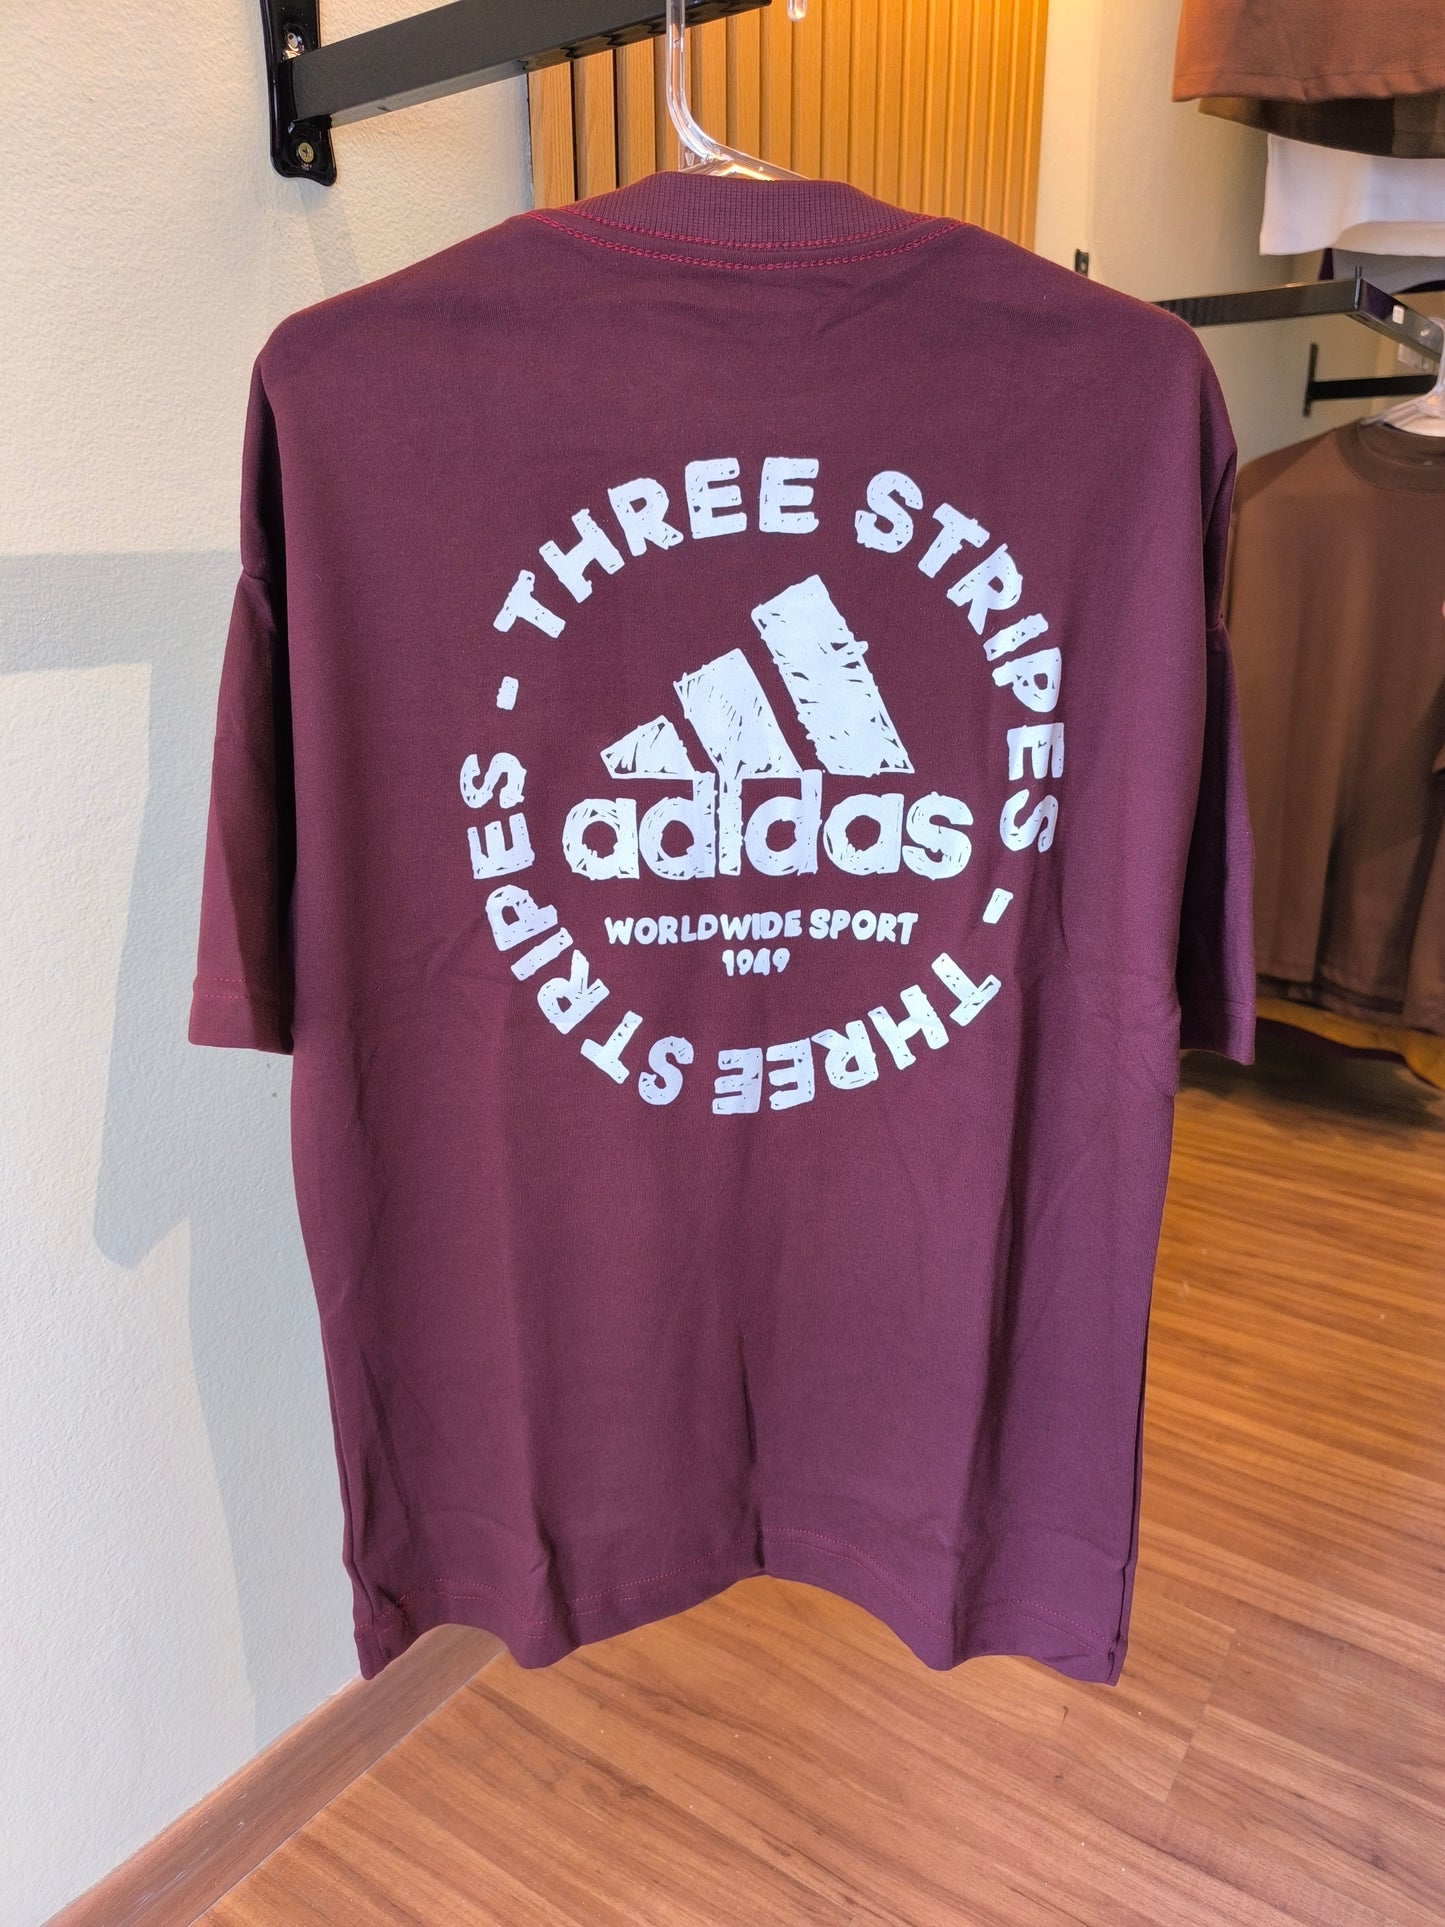 - THREE STRIPES - THREE STRIPES
adidas
WORLDWIDE SPORT
1949